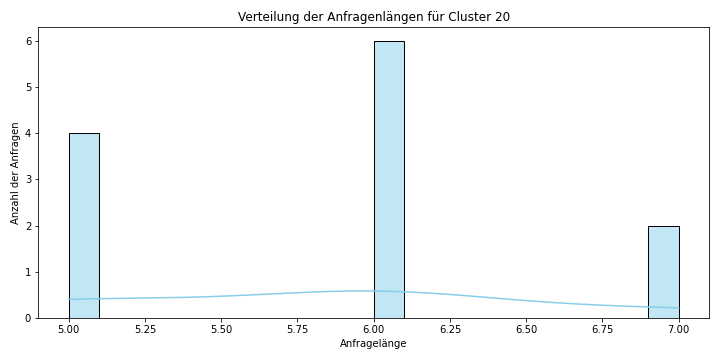 Verteilung der Anfragenlängen für Cluster 20
Anzahl der Anfragen
6
5
4
3
2
1
0
5.00 5.25 5.50 5.75 6.00 6.25 6.50 6.75 7.00
Anfragelänge